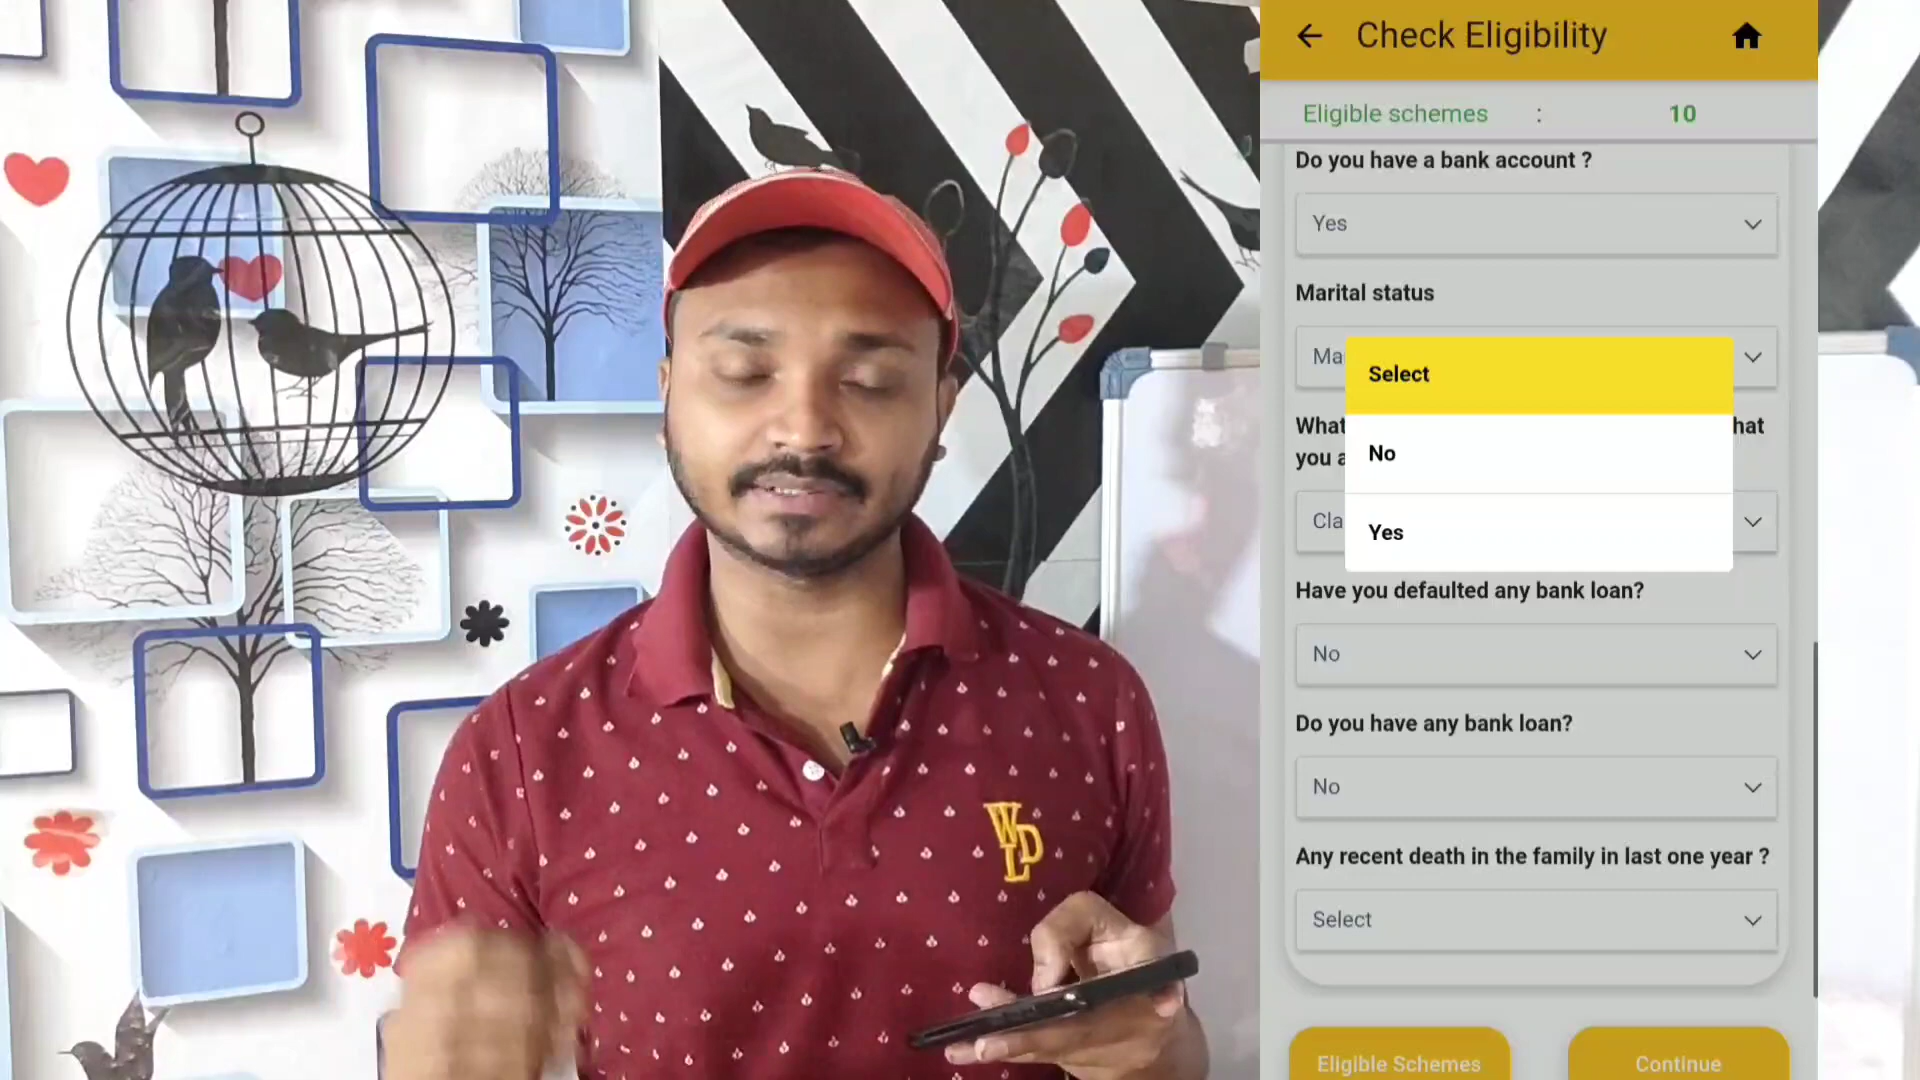 Check Eligibility
Eligible schemes : 10
Do you have a bank account ?
Yes
Marital status
Ma
Select
What hat
you a
No
Cla
Yes
Have you defaulted any bank loan?
No
Do you have any bank loan?
No
Any recent death in the family in last one year ?
Select
Eligible Schemes
Continue
WLD